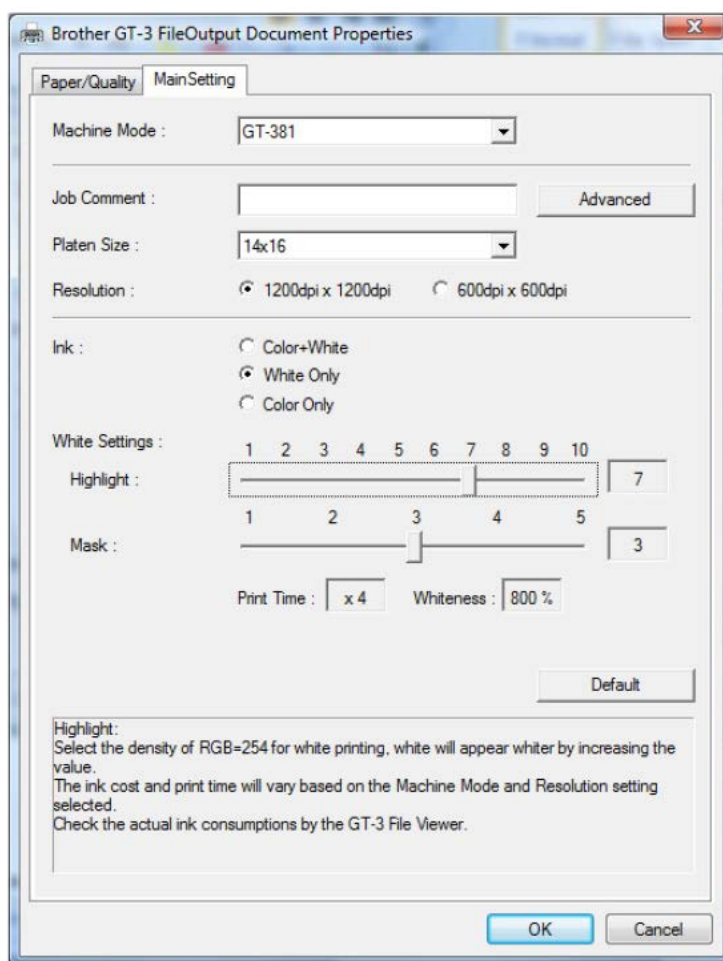 Brother GT-3 FileOutput Document Properties
Paper/Quality MainSetting
Machine Mode : GT-381
Job Comment : Advanced
Platen Size : 14x16
Resolution : 1200dpi x 1200dpi 600dpi x 600dpi
Ink : Color+White
White Only
Color Only
White Settings :
1 2 3 4 5 6 7 8 9 10
Highlight : 7
1 2 3 4 5
Mask : 3
Print Time : x 4 Whiteness : 800 %
Default
Highlight:
Select the density of RGB=254 for white printing, white will appear whiter by increasing the
value.
The ink cost and print time will vary based on the Machine Mode and Resolution setting
selected.
Check the actual ink consumptions by the GT-3 File Viewer.
OK Cancel